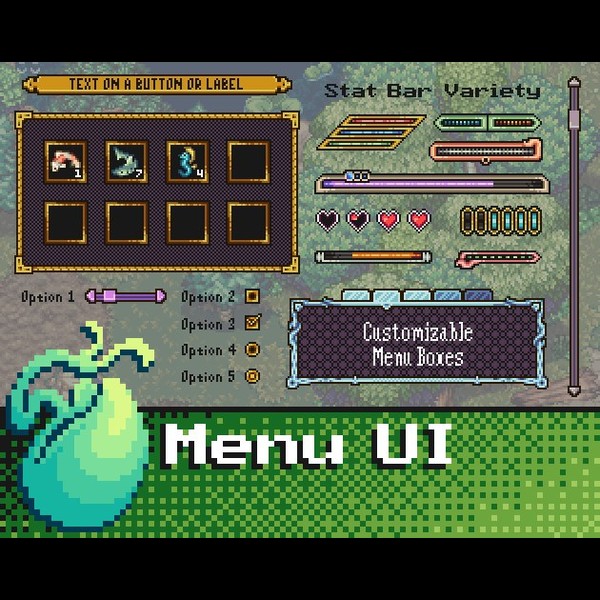 TEXT ON A BUTTON OR LABEL
Stat Bar Variety
1
7
4
Option 1
Option 2
Option 3
Option 4
Option 5
Customizable
Menu Boxes
Menu UI